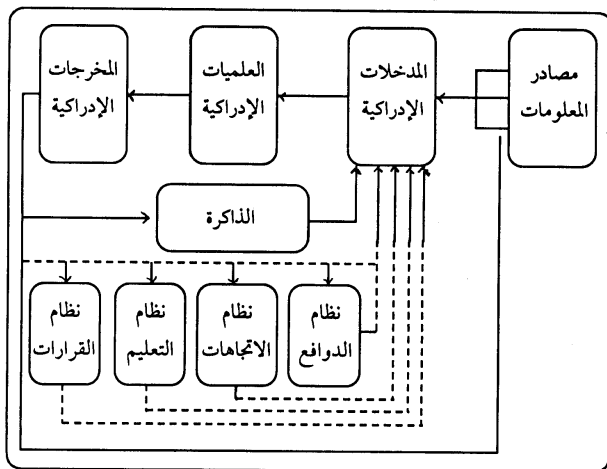 مصادر
المعلومات
المدخلات
الإدراكية
العلميات
الإدراكية
المخرجات
الإدراكية
الذاكرة
نظام
الدوافع
نظام
الاتجاهات
نظام
التعليم
نظام
القرارات